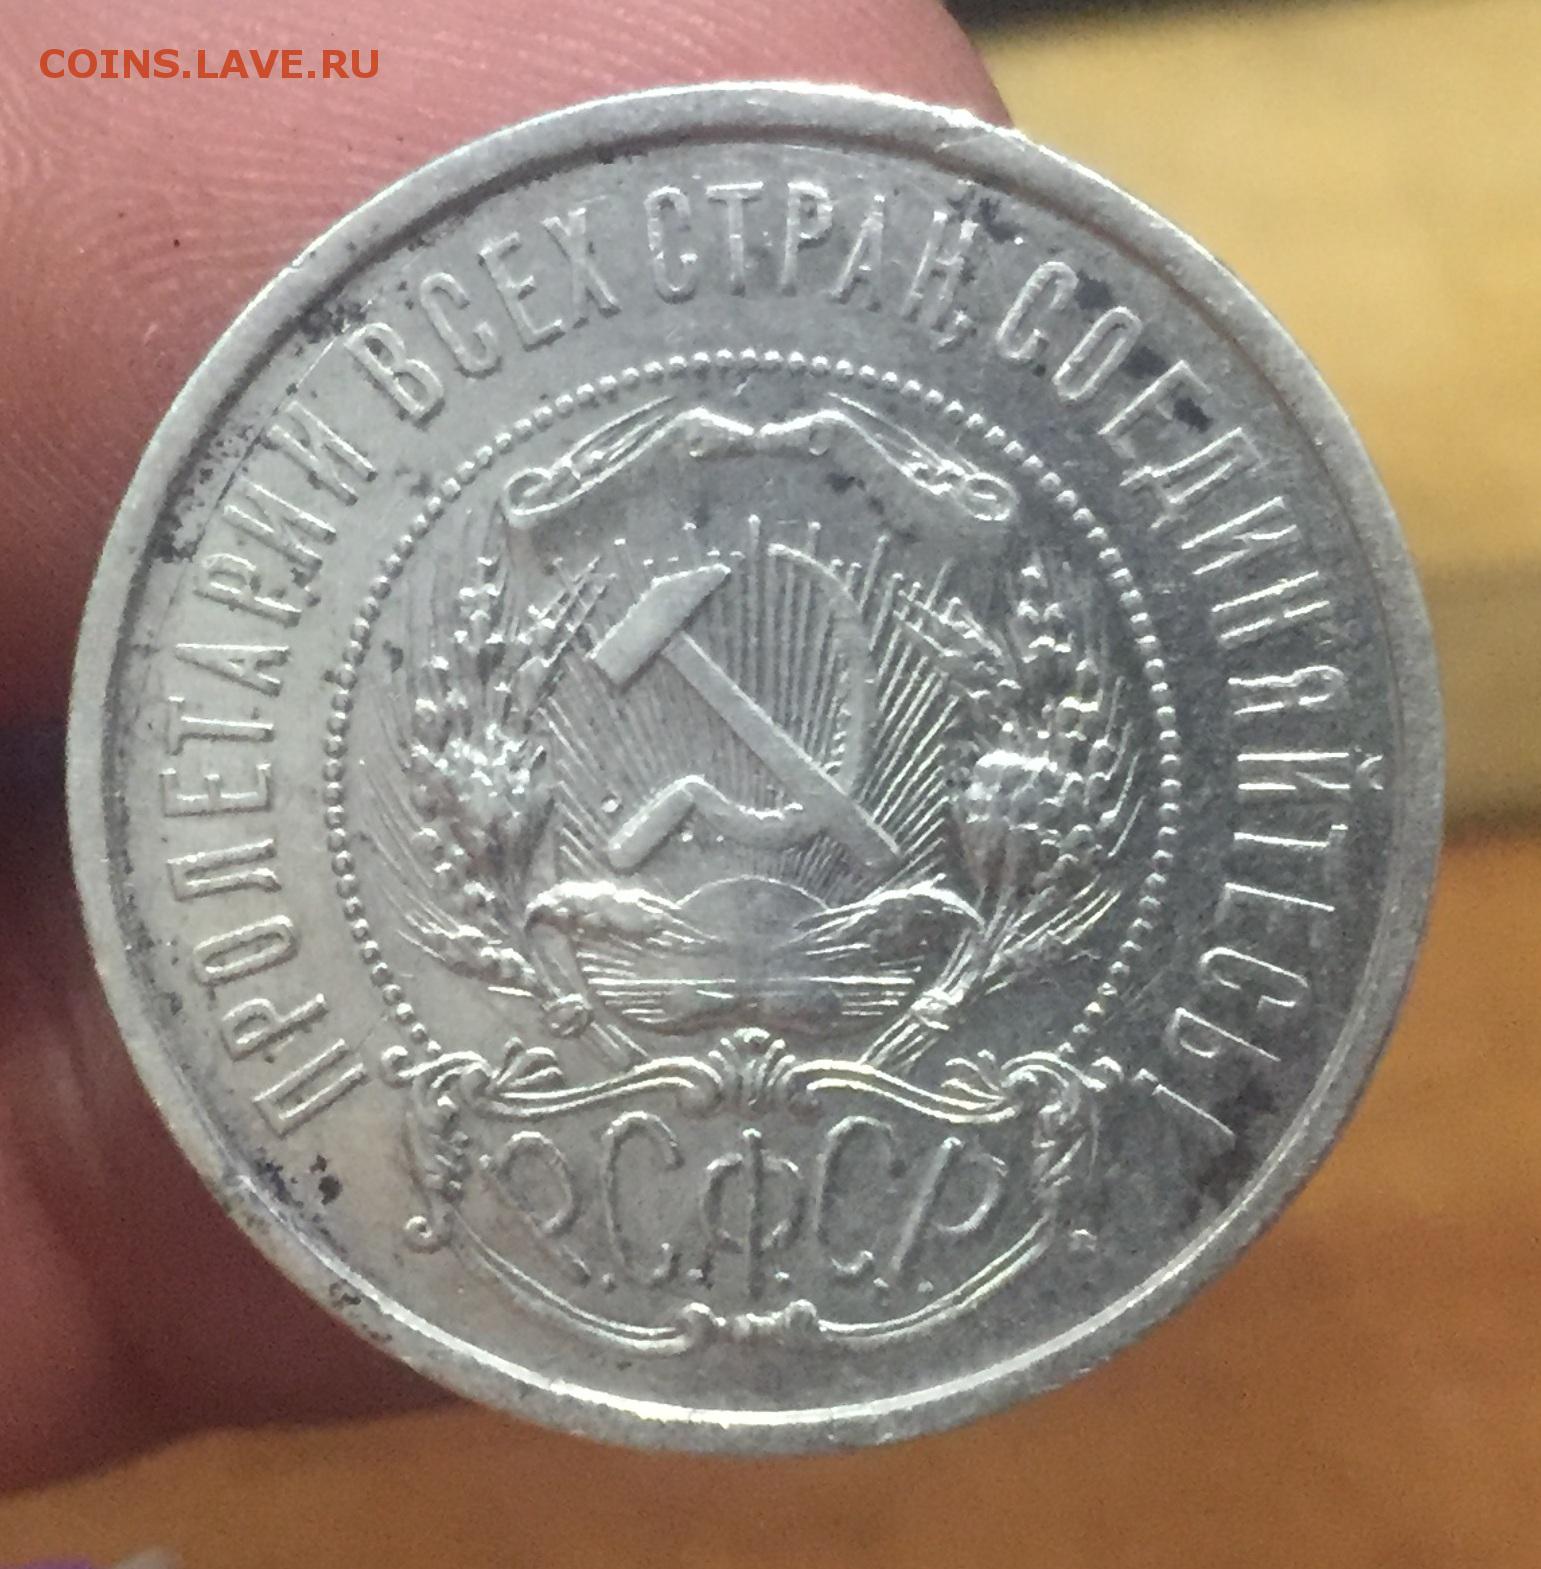 COINS.LAVE.RU
ПРОЛЕТАРИИ ВСЕХ СТРАН, СОЕДИНЯЙТЕСЬ!
Р.С.Ф.С.Р.